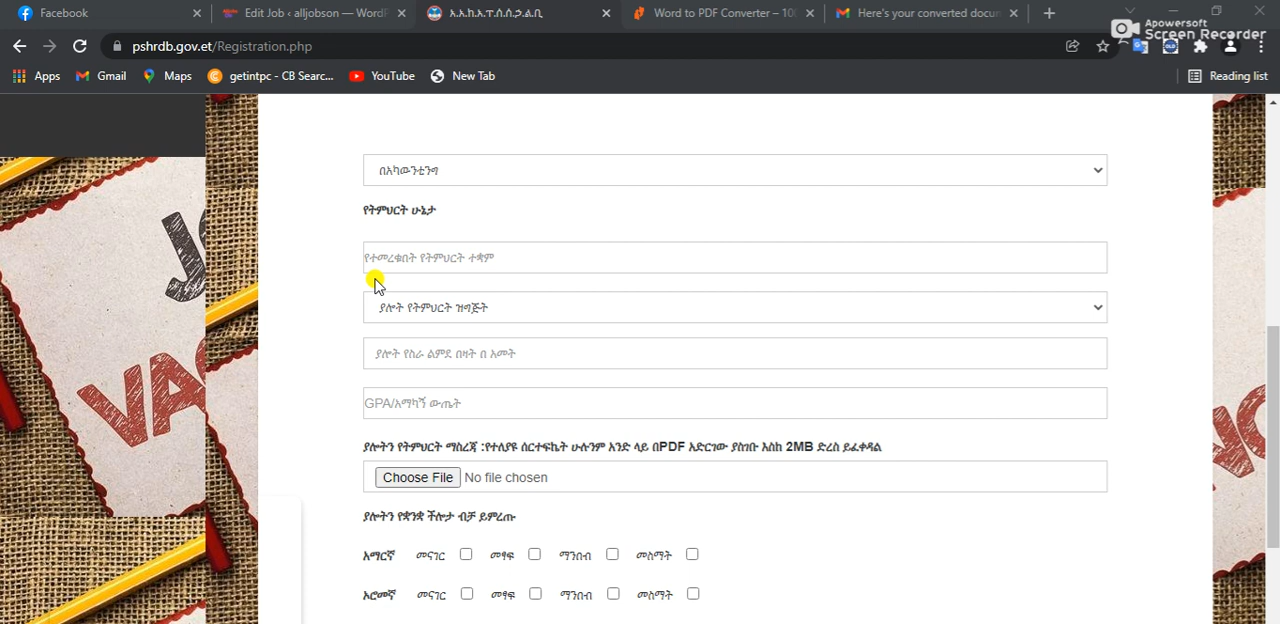 Facebook
Edit Job ‹ alljobson — WordP
አ.አ.ከ.አ.ፐ.ሰ.ሰ.ኃ.ል.ቢ
Word to PDF Converter – 10
Here's your converted docum
Apowersoft
Screen Recorder
pshrdb.gov.et/Registration.php
Apps
Gmail
Maps
getintpc - CB Searc...
YouTube
New Tab
Reading list
በአካውንቲንግ
የትምህርት ሁኔታ
የተመረቁበት የትምህርት ተቋም
ያሎት የትምህርት ዝግጅት
ያሎት የስራ ልምደ በዛት በ አመት
GPA/አማካኝ ውጤት
ያሎትን የትምህርት ማስረጃ :የተለያዩ ሰርተፍኬት ሁሉንም አንድ ላይ በPDF አድርገው ያስገቡ እስከ 2MB ድረስ ይፈቀዳል
Choose File No file chosen
ያሎትን የቋንቋ ችሎታ ብቻ ይምረጡ
አማርኛ መናገር መፃፍ ማንበብ መስማት
ኦሮመኛ መናገር መፃፍ ማንበብ መስማት